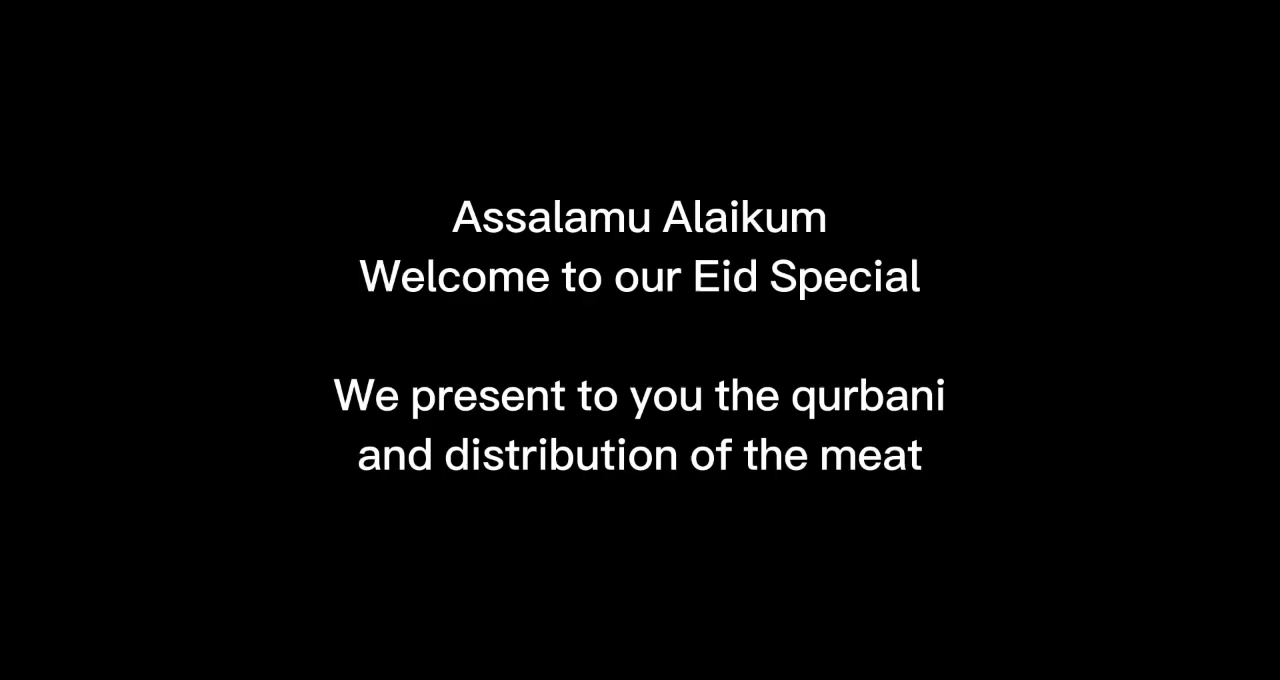 Assalamu Alaikum
Welcome to our Eid Special
We present to you the qurbani
and distribution of the meat